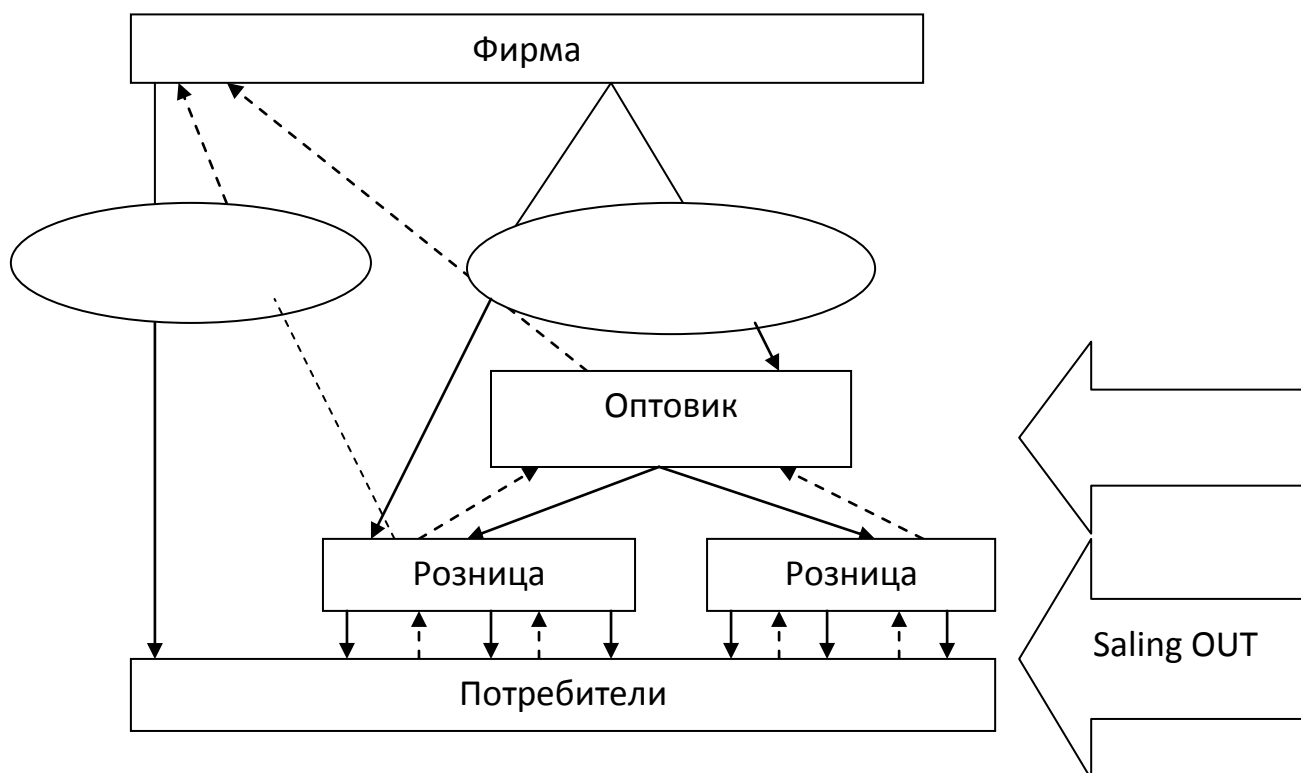 Фирма
Оптовик
Розница
Розница
Saling OUT
Потребители